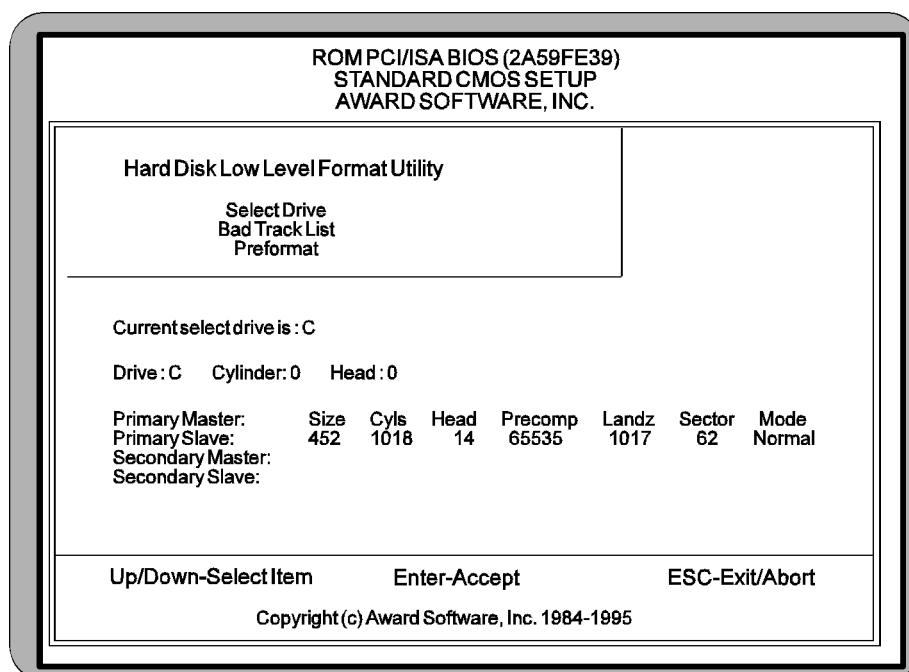 ROM PCI/ISA BIOS (2A59FE39)
STANDARD CMOS SETUP
AWARD SOFTWARE, INC.
Hard Disk Low Level Format Utility
Select Drive
Bad Track List
Preformat
Current select drive is : C
Drive : C Cylinder: 0 Head : 0
Primary Master: Size Cyls Head Precomp Landz Sector Mode
Primary Slave: 452 1018 14 65535 1017 62 Normal
Secondary Master:
Secondary Slave:
Up/Down-Select Item Enter-Accept ESC-Exit/Abort
Copyright (c) Award Software, Inc. 1984-1995